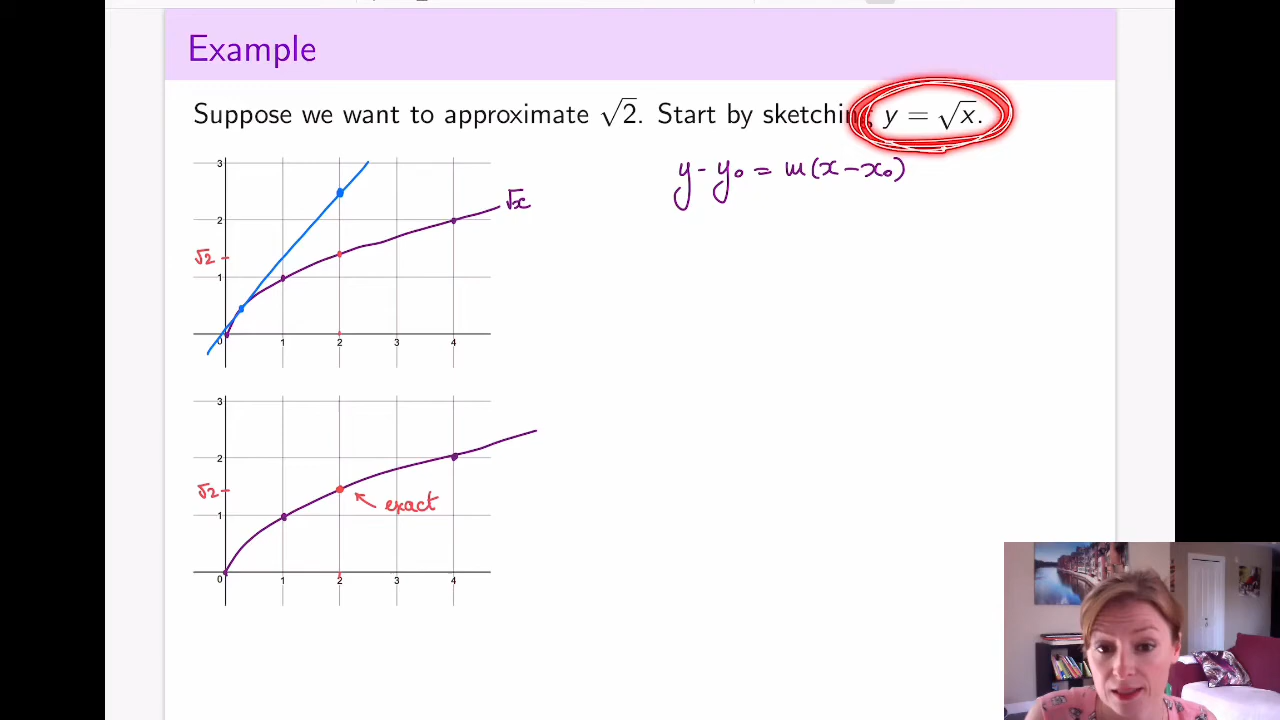 Example
Suppose we want to approximate √2. Start by sketching y = √x.
y - y₀ = m(x - x₀)
3
√x
2
√2
1
0 1 2 3 4
3
2
√2
exact
1
0 1 2 3 4